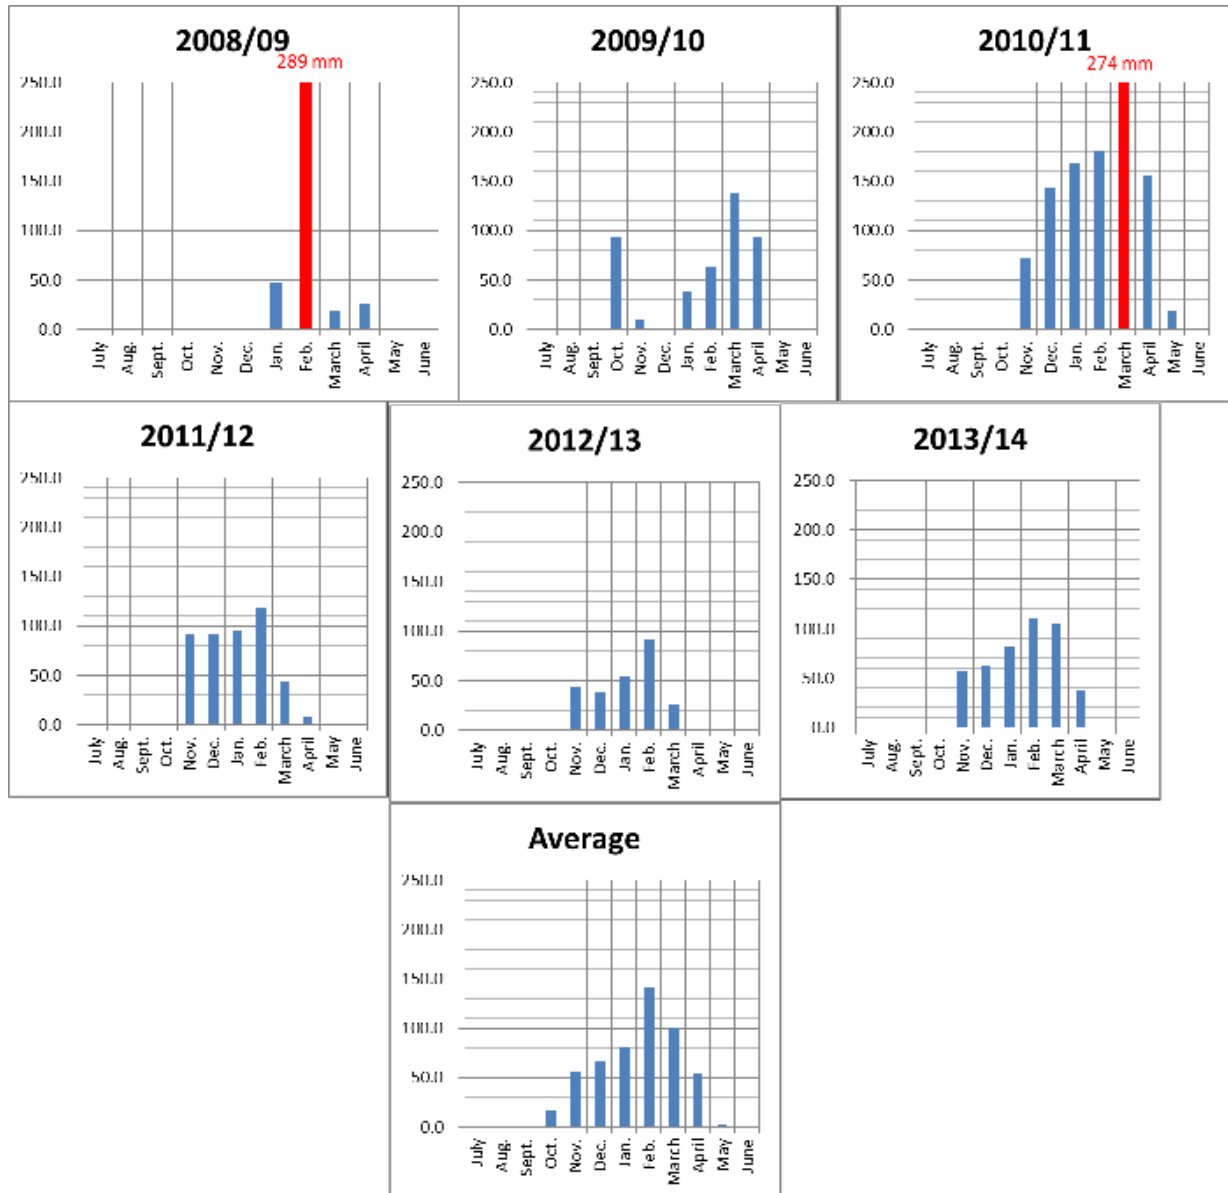 2008/09
289 mm
250.0
200.0
150.0
100.0
50.0
0.0
July
Aug.
Sept.
Oct.
Nov.
Dec.
Jan.
Feb.
March
April
May
June
2009/10
250.0
200.0
150.0
100.0
50.0
0.0
July
Aug.
Sept.
Oct.
Nov.
Dec.
Jan.
Feb.
March
April
May
June
2010/11
274 mm
250.0
200.0
150.0
100.0
50.0
0.0
July
Aug.
Sept.
Oct.
Nov.
Dec.
Jan.
Feb.
March
April
May
June
2011/12
250.0
200.0
150.0
100.0
50.0
0.0
July
Aug.
Sept.
Oct.
Nov.
Dec.
Jan.
Feb.
March
April
May
June
2012/13
250.0
200.0
150.0
100.0
50.0
0.0
July
Aug.
Sept.
Oct.
Nov.
Dec.
Jan.
Feb.
March
April
May
June
2013/14
250.0
200.0
150.0
100.0
50.0
0.0
July
Aug.
Sept.
Oct.
Nov.
Dec.
Jan.
Feb.
March
April
May
June
Average
250.0
200.0
150.0
100.0
50.0
0.0
July
Aug.
Sept.
Oct.
Nov.
Dec.
Jan.
Feb.
March
April
May
June